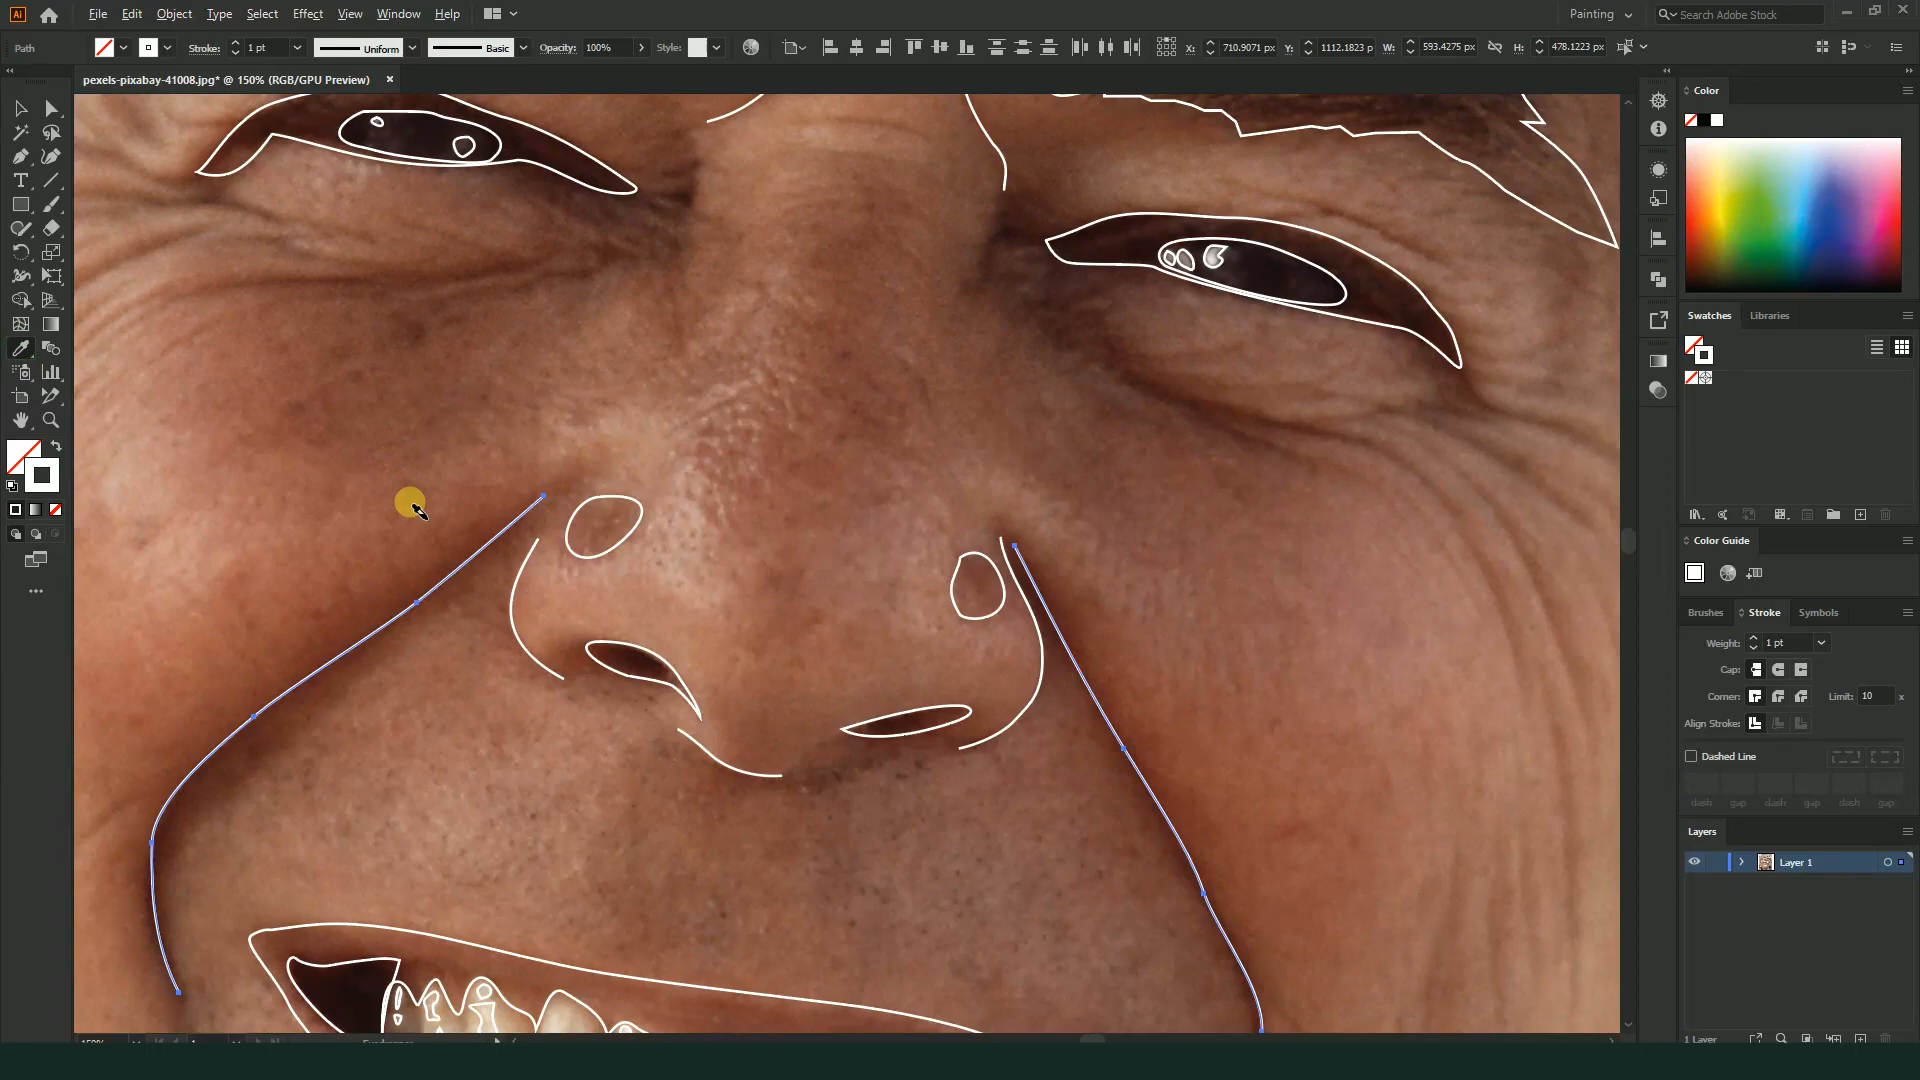 Ai File Edit Object Type Select Effect View Window Help Painting Search Adobe Stock
Path Stroke: 1 pt Uniform Basic Opacity: 100% Style: X: 710.9071 px Y: 1112.1823 p W: 593.4275 px H: 478.1223 px
pexels-pixabay-41008.jpg* @ 150% (RGB/GPU Preview)
Color
Swatches Libraries
Color Guide
Brushes Stroke Symbols
Weight: 1 pt
Cap:
Corner: Limit: 10 x
Align Stroke:
Dashed Line
dash gap dash gap dash gap
Layers
Layer 1
1 Layer